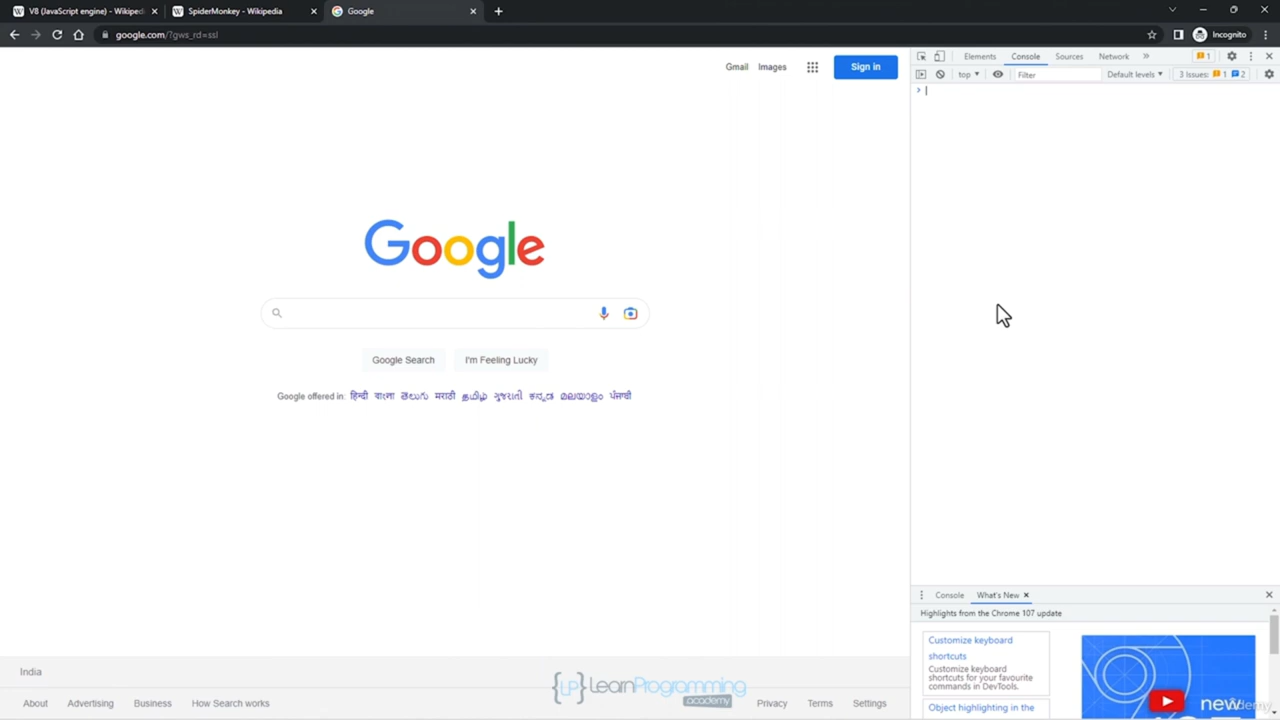 V8 (JavaScript engine) - Wikiped
SpiderMonkey - Wikipedia
Google
google.com/?gws_rd=ssl
Incognito
Gmail
Images
Sign in
Google
Google Search
I'm Feeling Lucky
Google offered in: हिन्दी বাংলা తెలుగు मराठी தமிழ் ગુજરાતી ಕನ್ನಡ മലയാളം ਪੰਜਾਬੀ
India
About
Advertising
Business
How Search works
Privacy
Terms
Settings
{LP} LearnProgramming
academy
Elements
Console
Sources
Network
»
1
top
Filter
Default levels
3 Issues: 1 2
>
Console
What's New
Highlights from the Chrome 107 update
Customize keyboard
shortcuts
Customize keyboard
shortcuts for your favourite
commands in DevTools.
Object highlighting in the
new